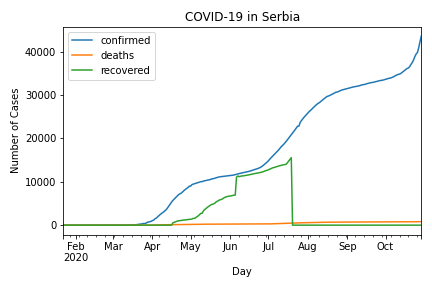 COVID-19 in Serbia
confirmed
deaths
recovered
Number of Cases
40000
30000
20000
10000
0
Feb Mar Apr May Jun Jul Aug Sep Oct
2020
Day